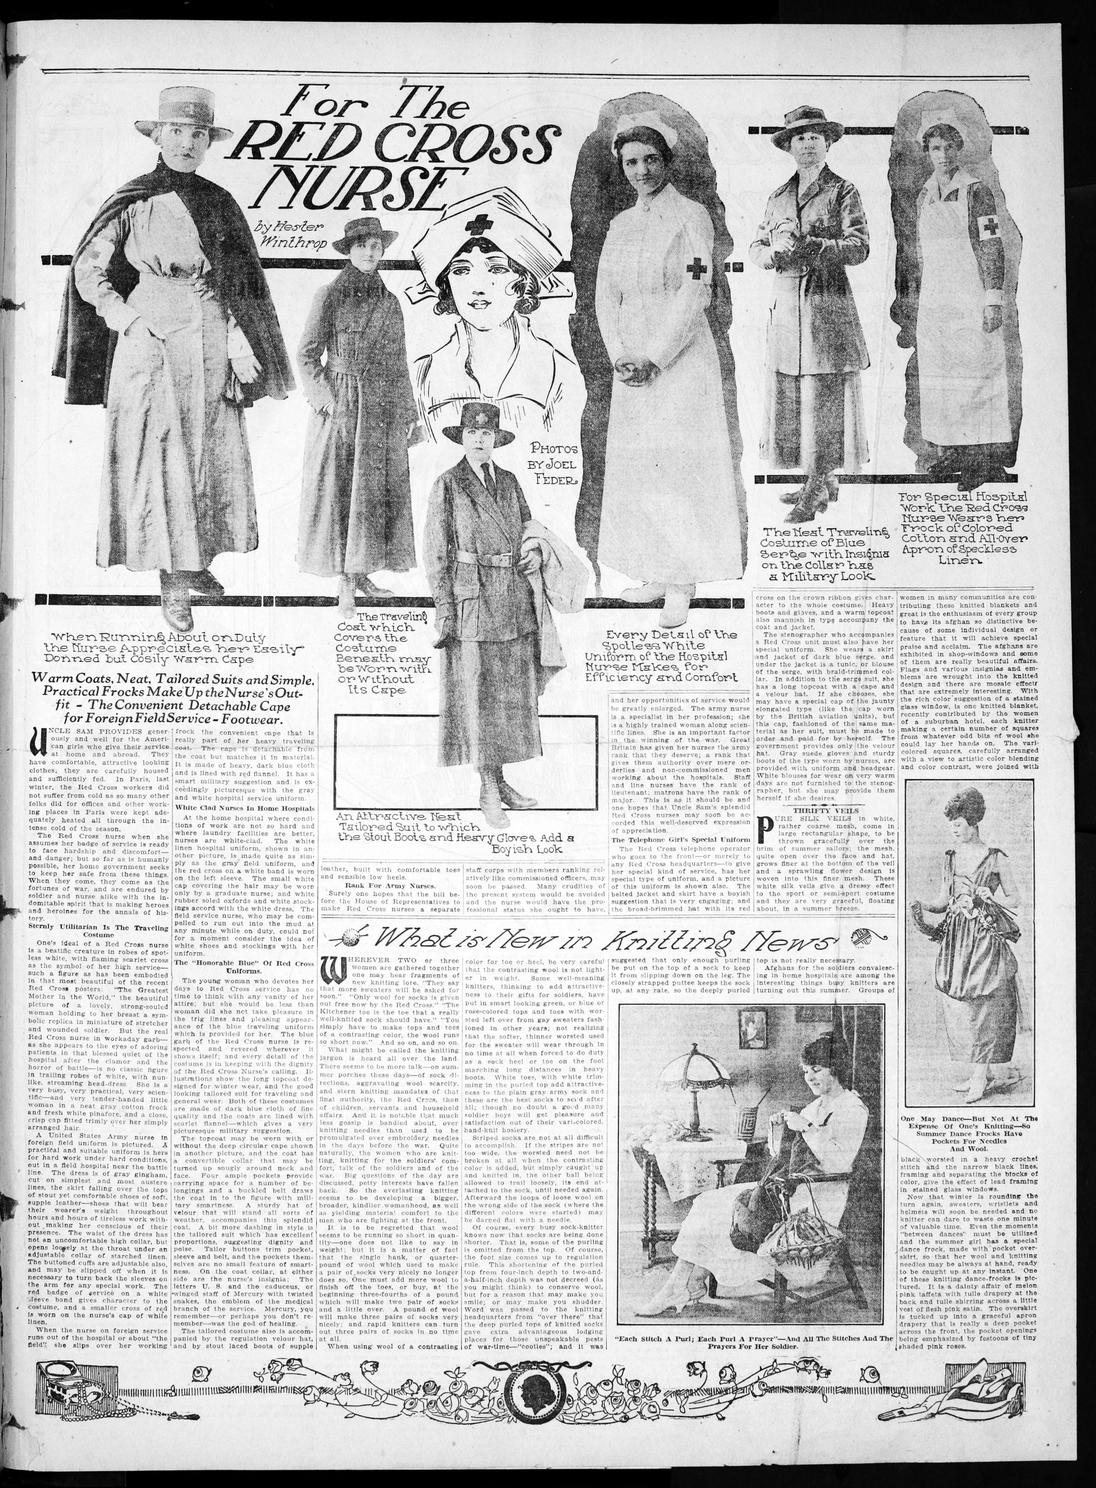 For The
RED CROSS
NURSE
by Hester
Winthrop
PHOTOS
BY JOEL
FEDER
When Running About on Duty
the Nurse Appreciates her Easily
Donned but Cosily Warm Cape
The Traveling
Coat which
Covers the
Costume
Beneath may
be Worn with
or Without
Its Cape
Every Detail of the
Spotless White
Uniform of the Hospital
Nurse Makes for
Efficiency and Comfort
The Neat Traveling
Costume of Blue
Serge with Insignia
on the Collar has
a Military Look
For Special Hospital
Work the Red Cross
Nurse Wears her
Frock of Colored
Cotton and All-Over
Apron of Speckless
Linen
An Attractive Neat
Tailored Suit to which
the Stout Boots and Heavy Gloves Add a
Boyish Look
Warm Coats, Neat, Tailored Suits and Simple,
Practical Frocks Make Up the Nurse's Out-
fit - The Convenient Detachable Cape
for Foreign Field Service - Footwear.
UNCLE SAM PROVIDES gener-
ously and well for the Ameri-
can girls who give their service
at home and abroad. They
have comfortable, attractive looking
clothes; they are carefully housed
and sufficiently fed. In Paris, last
winter, the Red Cross workers did
not suffer from cold as so many other
folks did for offices and other work-
ing places in Paris were kept ade-
quately heated all through the in-
tense cold of the season.
The Red Cross nurse when she
assumes her badge of service is ready
to face hardship and discomfort—
and danger; but so far as is humanly
possible, her home government seeks
to keep her safe from these things.
When they come, they come as the
fortunes of war, and are endured by
soldier and nurse alike with the in-
domitable spirit that is making heroes
and heroines for the annals of his-
tory.
Sternly Utilitarian Is The Traveling
Costume
One's ideal of a Red Cross nurse
is a beatific creature in robes of spot-
less white, with flaming scarlet cross
as the symbol of her high service—
such a figure as has been embodied
in that most beautiful of the recent
Red Cross posters, "The Greatest
Mother in the World," the beautiful
picture of a lovely, strong-faced
woman holding to her breast a sym-
bolic replica in miniature of stretcher
and wounded soldier. But the real
Red Cross nurse in workaday garb—
as she appears to the eyes of adoring
patients in that blessed quiet of the
hospital after the clamor and the
horror of battle—is no classic figure
in trailing robes of white, with nun-
like, streaming head-dress. She is a
very busy, very practical, very scien-
tific—and very tender-handed little
woman in a neat gray cotton frock
and fresh white pinafore, and a close,
crisp cap fitted trimly over her simply
arranged hair.
A United States Army nurse in
foreign field uniform is pictured. A
practical and suitable uniform is hers
for hard work under hard conditions,
out in a field hospital near the battle
line. The dress is of gray gingham,
cut on simplest and most austere
lines, the skirt falling over the tops
of stout yet comfortable shoes of soft,
supple leather—shoes that will bear
their wearer's weight throughout
hours and hours of tireless work with-
out making her conscious of their
presence. The waist of the dress has
not an uncomfortable high collar, but
opens loosely at the throat under an
adjustable collar of starched linen.
The buttoned cuffs are adjustable also,
and may be slipped off when it is
necessary to turn back the sleeves on
the arm for any special work. The
red badge of service on a white
sleeve band gives character to the
costume, and a smaller cross of red
is worn on the nurse's cap of white
linen.
When the nurse on foreign service
runs out of the hospital or about "the
field" she slips over her working
frock the convenient cape that is
really part of her heavy traveling
coat. The cape is detachable from
the coat but matches it in material.
It is made of heavy, dark blue cloth
and is lined with red flannel. It has a
smart military suggestion and is ex-
ceedingly picturesque with the gray
and white hospital service uniform.
White Clad Nurses In Home Hospitals
At the home hospital where condi-
tions of work are not so hard and
where laundry facilities are better,
nurses are white-clad. The white
linen hospital uniform, shown in an-
other picture, is made quite as sim-
ply as the gray field uniform, and
the red cross on a white band is worn
on the left sleeve. The small white
cap covering the hair may be worn
only by a graduate nurse; and white
rubber soled oxfords and white stock-
ings accord with the white dress. The
field service nurse, who may be com-
pelled to run out into the mud at
any minute while on duty, could not
for a moment consider the idea of
white shoes and stockings with her
uniform.
The "Honorable Blue" Of Red Cross
Uniforms.
The young woman who devotes her
days to Red Cross service has no
time to think with any vanity of her
attire; but she would be less than
woman did she not take pleasure in
the trig lines and pleasing appear-
ance of the blue traveling uniform
which is provided for her. The blue
garb of the Red Cross nurse is re-
spected and revered wherever it
shows itself; and every detail of the
costume is in keeping with the dignity
of the Red Cross Nurse's calling. Il-
lustrations show the long topcoat de-
signed for winter wear, and the good
looking tailored suit for traveling and
general wear. Both of these costumes
are made of dark blue cloth of fine
quality and the coats are lined with
scarlet flannel—which gives a very
picturesque military suggestion.
The topcoat may be worn with or
without the deep circular cape shown
in another picture, and the coat has
a convertible collar that may be
turned up snugly around neck and
face. Four ample pockets provide
carrying space for a number of be-
longings and a buckled belt draws
the coat in to the figure with mili-
tary smartness. A sturdy hat of
velour that will stand all sorts of
weather, accompanies this splendid
coat. A bit more dashing in style is
the tailored suit which has excellent
proportions, suggesting dignity and
poise. Tailor buttons trim pocket,
sleeve and belt and the pockets them-
selves are no small feature of smart-
ness. On the coat collar, at either
side are the nurse's insignia: The
letters U. S. and the caduceus, or
winged staff of Mercury with twisted
snakes, the emblem of the medical
branch of the service. Mercury, you
remember—or perhaps you don't re-
member—was the god of healing.
The tailored costume also is accom-
panied by the regulation velour hat,
and by stout laced boots of supple
leather, built with comfortable toes
and sensible low heels.
Rank For Army Nurses.
Surely one hopes that the bill be-
fore the House of Representatives to
make Red Cross nurses a separate
staff corps with members ranking rel-
atively like commissioned officers, may
soon be passed. Many crudities of
the present system would be avoided
and the nurse would have the pro-
fessional status she ought to have,
and her opportunities of service would
be greatly enlarged. The army nurse
is a specialist in her profession; she
is a highly trained woman along scien-
tific lines. She is an important factor
in the winning of the war. Great
Britain has given her nurses the army
rank that they deserve; a rank that
gives them authority over mere or-
derlies and non-commissioned men
working about the hospitals. Staff
and line nurses have the rank of
lieutenant; matrons have the rank of
major. This is as it should be and
one hopes that Uncle Sam's splendid
Red Cross nurses may soon be ac-
corded this well-deserved expression
of appreciation.
The Telephone Girl's Special Uniform
The Red Cross telephone operator
who goes to the front—or merely to
any Red Cross headquarters—to give
her special kind of service, has her
special type of uniform, and a picture
of this uniform is shown also. The
belted jacket and skirt have a boyish
suggestion that is very engaging; and
the broad-brimmed hat with its red
cross on the crown ribbon gives char-
acter to the whole costume. Heavy
boots and gloves, and a warm topcoat
also mannish in type accompany the
coat and jacket.
The stenographer who accompanies
a Red Cross unit must also have her
special uniform. She wears a skirt
and jacket of dark blue serge, and
under the jacket is a tunic, or blouse
of the serge, with red-trimmed col-
lar. In addition to the serge suit, she
has a long topcoat with a cape and
a velour hat. If she chooses, she
may have a special cap of the jaunty
elongated type (like the cap worn
by the British aviation units), but
this cap, fashioned of the same ma-
terial as her suit, must be made to
order and paid for by herself. The
government provides only the velour
hat. Gray suede gloves and sturdy
boots of the type worn by nurses, are
provided with uniform and headgear.
White blouses for wear on very warm
days are not furnished to the stenog-
rapher, but she may provide them
herself if she desires.
THRIFTY VEILS
PURE SILK VEILS in white,
rather coarse mesh, come in
large rectangular shape, to be
thrown gracefully over the
brim of summer sailors; the mesh,
quite open over the face and hat,
grows finer at the bottom of the veil
and a sprawling flower design is
woven into this finer mesh. These
white silk veils give a dressy effect
to the sport or semi-sport costume
and they are very graceful, floating
about, in a summer breeze.
women in many communities are con-
tributing these knitted blankets and
great is the enthusiasm of every group
to have its afghan so distinctive be-
cause of some individual design or
feature that it will achieve special
praise and acclaim. The afghans are
exhibited in shop-windows and some
of them are really beautiful affairs.
Flags and various insignias and em-
blems are wrought into the knitted
design and there are mosaic effects
that are extremely interesting. With
the rich color suggestion of a stained
glass window, is one knitted blanket,
recently contributed by the women
of a suburban hotel, each knitter
making a certain number of squares
from whatever odd bits of wool she
could lay her hands on. The vari-
colored squares, carefully arranged
with a view to artistic color blending
and color contrast, were joined with
One May Dance—But Not At The
Expense Of One's Knitting—So
Summer Dance Frocks Have
Pockets For Needles
And Wool.
black worsted in a heavy crochet
stitch and the narrow black lines,
framing and separating the blocks of
color, give the effect of lead framing
in stained glass windows.
Now that winter is rounding the
turn again, sweaters, wristlets and
helmets will soon be needed and no
knitter can dare to waste one minute
of valuable time. Even the moments
"between dances" must be utilized
and the summer girl has a special
dance frock, made with pocket over-
skirts, so that her wool and knitting
needles may be always at hand, ready
to be caught up at any instant. One
of these knitting dance-frocks is pic-
tured. It is a dainty affair of melon
pink taffeta with tulle drapery at the
back and tulle shirring across a little
vest of flesh pink satin. The overskirt
is tucked up into a graceful apron
drapery that is really a deep pocket
across the front, the pocket openings
being emphasized by festoons of tiny
shaded pink roses.
What is New in Knitting News
WHEREVER TWO or three
women are gathered together
one may hear fragments of
new knitting lore. "They say
that more sweaters will be needed
soon." "Only wool for socks is given
out free now by the Red Cross." "The
Kitchener toe is the toe that a really
well-knitted sock should have." "You
simply have to make tops and toes
of a contrasting color, the wool runs
so short now." And so on, and so on.
What might be called the knitting
jargon is heard all over the land.
There seems to be more talk—on sum-
mer porches these days—of sock di-
rections, aggravating wool scarcity,
and stern knitting mandates of that
final authority, the Red Cross, than
of children, servants and household
care. And it is notable that much
less gossip is bandied about, over
knitting needles than used to be
promulgated over embroidery needles
in the days before the war. Quite
naturally, the women who are knit-
ting, knitting for the soldiers' com-
fort, talk of the soldiers and of the
war. Big questions of the day are
discussed, petty interests have fallen
back. So the everlasting knitting
seems to be developing a bigger,
broader, kindlier womanhood, as well
as yielding material comfort to the
men who are fighting at the front.
It is to be regretted that wool
seems to be running so short in quan-
tity—one does not like to say in
weight; but it is a matter of fact
that the single hank, or quarter-
pound of wool which used to make
a pair of socks very nicely no longer
does so. One must add more wool to
finish off the toes, or buy, at the
beginning three-fourths of a pound
which will make two pair of socks
and a little over. A pound of wool
will make three pairs of socks very
nicely; and rapid knitters can turn
out three pairs of socks in no time
at all.
When using wool of a contrasting
color for toe or heel, be very careful
that the contrasting wool is not light-
er in weight. Some well-meaning
knitters, thinking to add attractive-
ness to their gifts for soldiers, have
put in smart looking green, or blue or
rose-colored tops and toes with wor-
sted left over from gay sweaters fash-
ioned in other years; not realizing
that the softer, thinner worsted used
for the sweater will wear through in
no time at all when forced to do duty
as a sock heel or toe on the foot
marching long distances in heavy
boots. White toes, with white trim-
ming in the purled top add attractive-
ness to the plain gray army sock and
these are the best also to send after
all; though no doubt a good many
soldier boys will get pleasure and
satisfaction out of their vari-colored,
hand-knit hosiery.
Striped socks are not at all difficult
to accomplish. If the stripes are not
too wide, the worsted need not be
broken at all when the contrasting
color is added, but simply caught up
and knitted in, the other ball being
allowed to trail loosely, its end at-
tached to the sock, until needed again.
Afterward the loops of loose wool on
the wrong side of the sock (where the
different colors were started) may
be darned flat with a needle.
Of course, every busy sock-knitter
knows now that socks are being done
shorter. That is, some of the purling
is omitted from the top. Of course,
the foot size comes up to regulation
rule. This shortening of the purled
top from four-inch depth to two-and-
a-half-inch depth was not decreed (as
you might think) to conserve wool,
but for a reason that may make you
smile; or may make you shudder.
Word was passed to the knitting
headquarters from "over there" that
the deep purled tops of knitted socks
gave extra advantageous lodging
places for those unspeakable pests
of war-time—"cooties"; and it was
suggested that only enough purling
be put on the top of a sock to keep
it from slipping down on the leg. The
closely strapped puttee keeps the sock
up, at any rate, so the deeply purled
top is not really necessary.
Afghans for the soldiers convalesc-
ing in home hospitals are among the
interesting things busy knitters are
turning out this summer. Groups of
"Each Stitch A Purl; Each Purl A Prayer"—And All The Stitches And The
Prayers For Her Soldier.